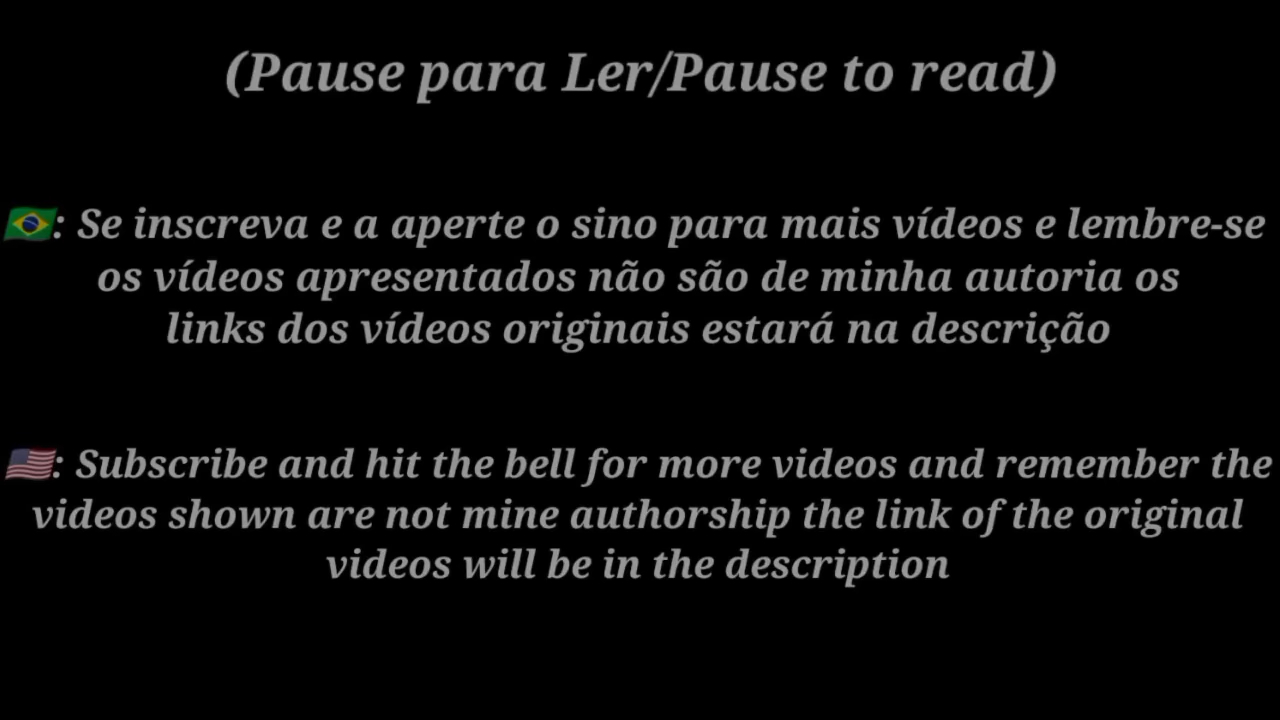 (Pause para Ler/Pause to read)
🇧🇷: Se inscreva e a aperte o sino para mais vídeos e lembre-se
os vídeos apresentados não são de minha autoria os
links dos vídeos originais estará na descrição
🇺🇸: Subscribe and hit the bell for more videos and remember the
videos shown are not mine authorship the link of the original
videos will be in the description